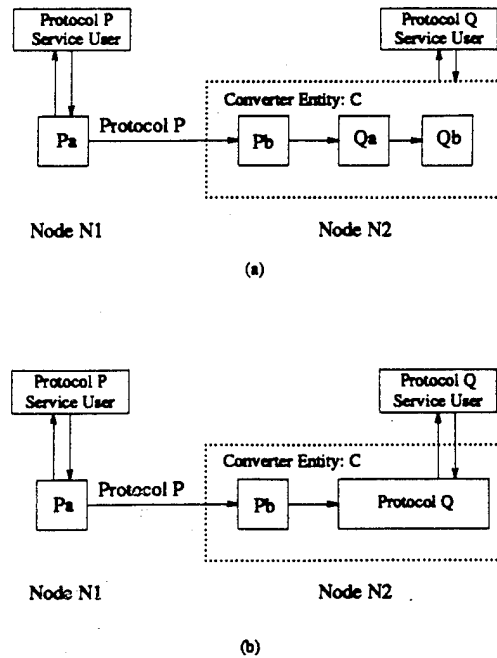 Protocol P
Service User
Protocol Q
Service User
Converter Entity: C
Pa
Protocol P
Pb
Qa
Qb
Node N1
Node N2
(a)
Protocol P
Service User
Protocol Q
Service User
Converter Entity: C
Pa
Protocol P
Pb
Protocol Q
Node N1
Node N2
(b)